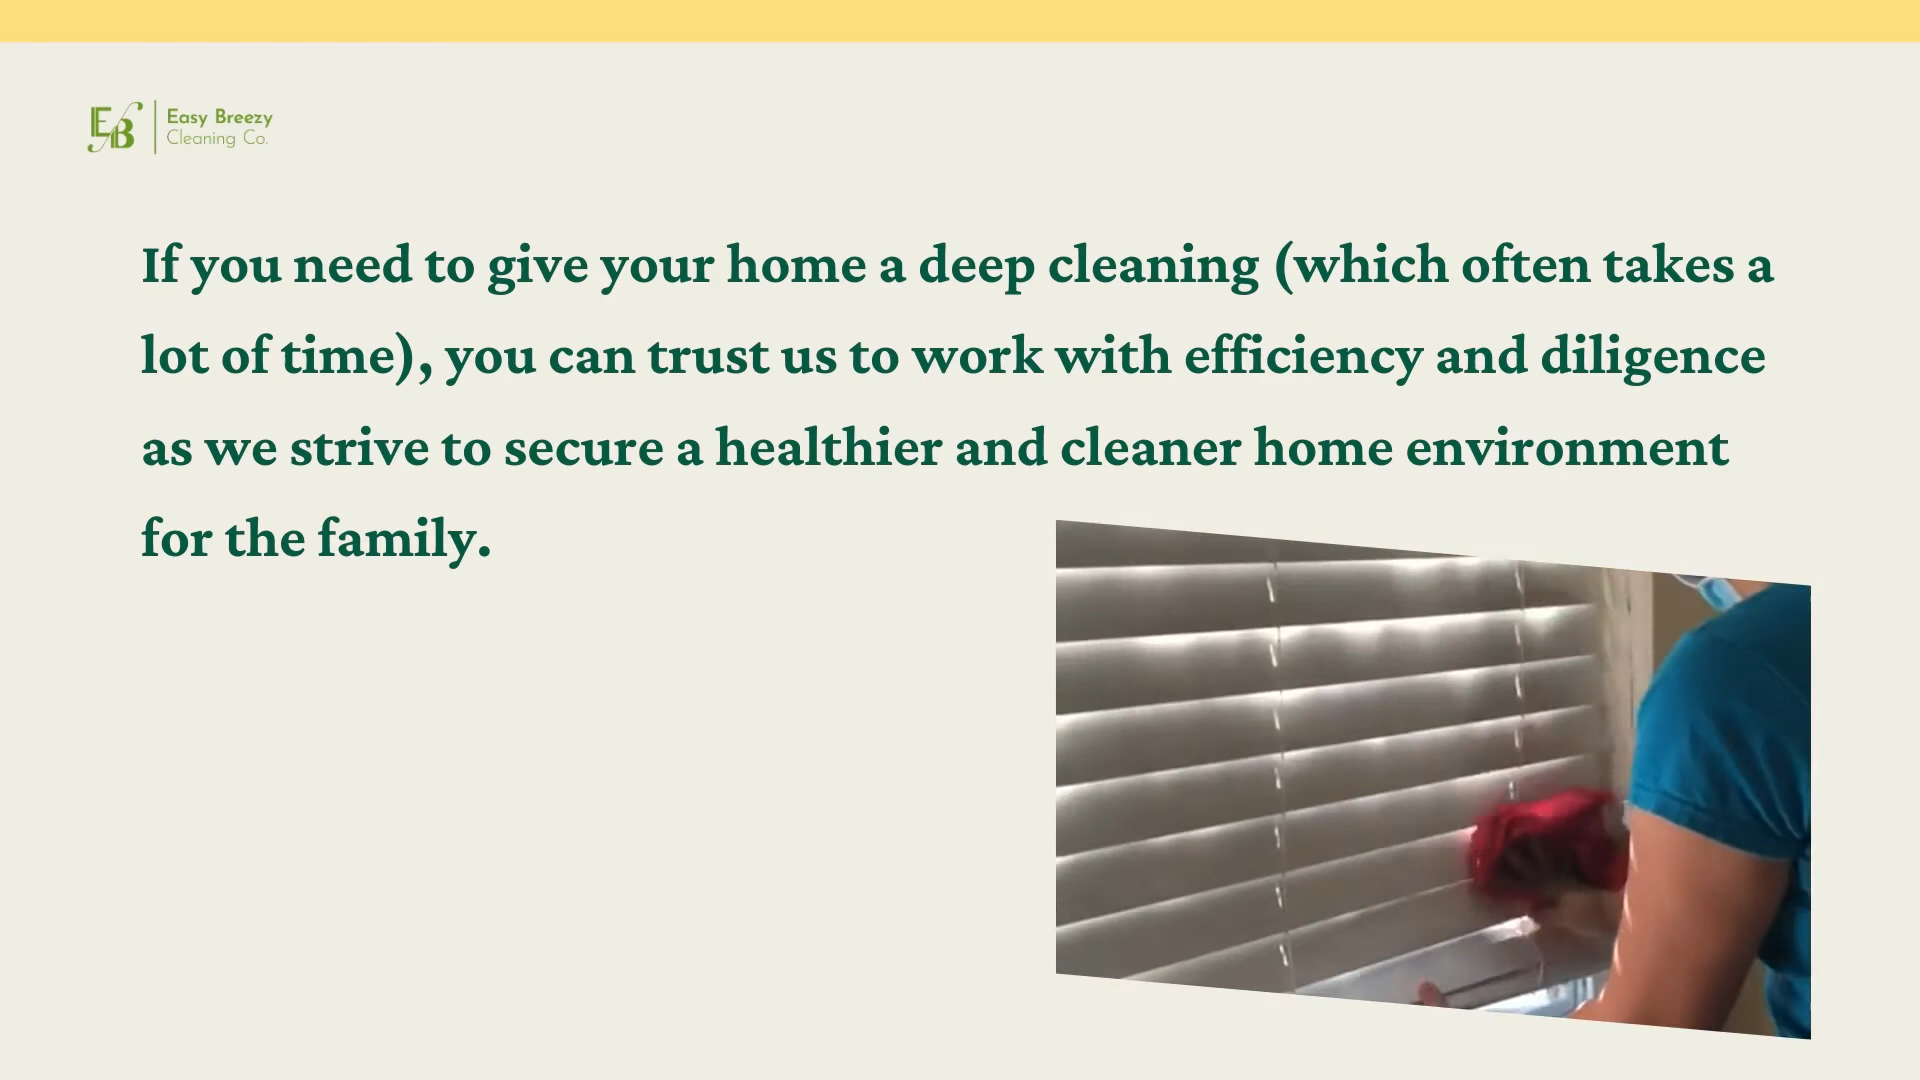 EB
Easy Breezy
Cleaning Co.
If you need to give your home a deep cleaning (which often takes a
lot of time), you can trust us to work with efficiency and diligence
as we strive to secure a healthier and cleaner home environment
for the family.